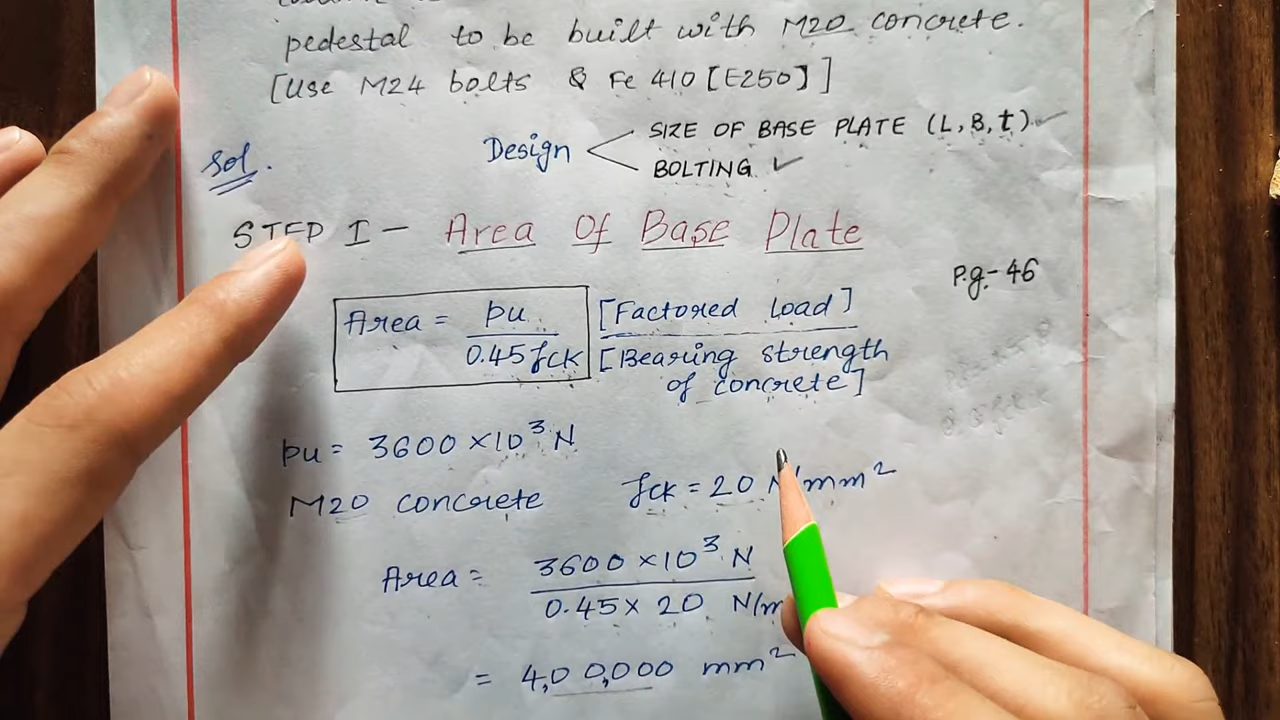 pedestal to be built with M20 concrete.
[Use M24 bolts & Fe 410 [E250]]
Sol.
Design
SIZE OF BASE PLATE (L, B, t)
BOLTING
STEP I - Area Of Base Plate
P.g.- 46
Area = pu / 0.45fck [Factored load] / [Bearing strength of concrete]
pu = 3600 × 10³ N
M20 concrete fck = 20 N/mm²
Area = 3600 × 10³ N / 0.45 × 20 N/m
= 4,00,000 mm²